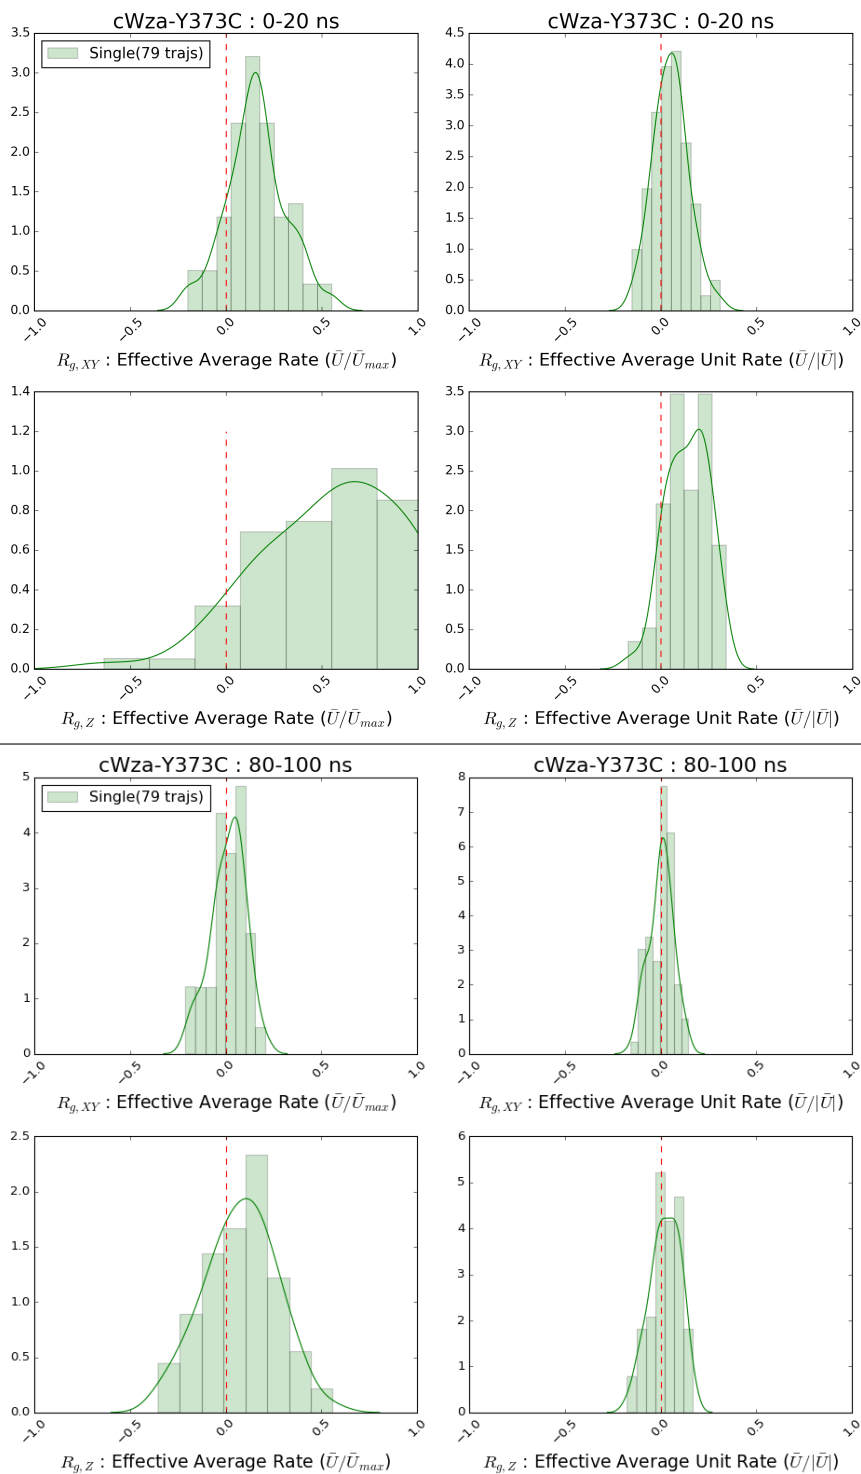 cWza-Y373C : 0-20 ns
3.5
3.0
2.5
2.0
1.5
1.0
0.5
0.0
Single(79 trajs)
−1.0 −0.5 0.0 0.5 1.0
R_{g,XY} : Effective Average Rate (Ū/Ū_{max})
cWza-Y373C : 0-20 ns
4.5
4.0
3.5
3.0
2.5
2.0
1.5
1.0
0.5
0.0
−1.0 −0.5 0.0 0.5 1.0
R_{g,XY} : Effective Average Unit Rate (Ū/|Ū|)
1.4
1.2
1.0
0.8
0.6
0.4
0.2
0.0
−1.0 −0.5 0.0 0.5 1.0
R_{g,Z} : Effective Average Rate (Ū/Ū_{max})
3.5
3.0
2.5
2.0
1.5
1.0
0.5
0.0
−1.0 −0.5 0.0 0.5 1.0
R_{g,Z} : Effective Average Unit Rate (Ū/|Ū|)
cWza-Y373C : 80-100 ns
5
4
3
2
1
0
Single(79 trajs)
−1.0 −0.5 0.0 0.5 1.0
R_{g,XY} : Effective Average Rate (Ū/Ū_{max})
cWza-Y373C : 80-100 ns
8
7
6
5
4
3
2
1
0
−1.0 −0.5 0.0 0.5 1.0
R_{g,XY} : Effective Average Unit Rate (Ū/|Ū|)
2.5
2.0
1.5
1.0
0.5
0.0
−1.0 −0.5 0.0 0.5 1.0
R_{g,Z} : Effective Average Rate (Ū/Ū_{max})
6
5
4
3
2
1
0
−1.0 −0.5 0.0 0.5 1.0
R_{g,Z} : Effective Average Unit Rate (Ū/|Ū|)